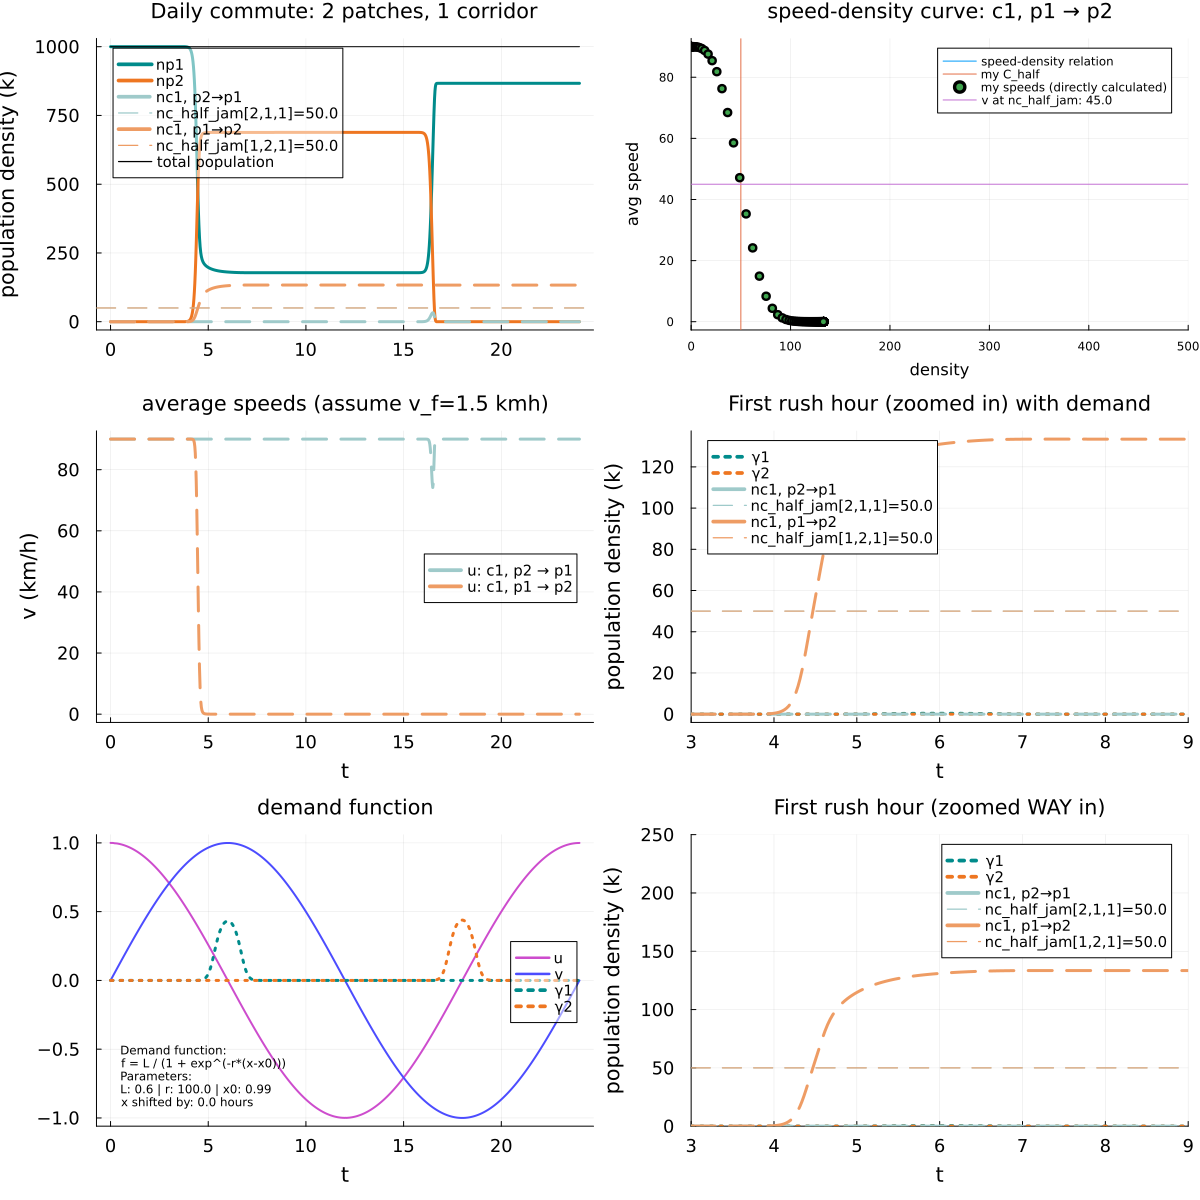 Daily commute: 2 patches, 1 corridor
population density (k)
1000
750
500
250
0
0
5
10
15
20
np1
np2
nc1, p2→p1
nc_half_jam[2,1,1]=50.0
nc1, p1→p2
nc_half_jam[1,2,1]=50.0
total population
speed-density curve: c1, p1 → p2
avg speed
80
60
40
20
0
0
100
200
300
400
500
density
speed-density relation
my C_half
my speeds (directly calculated)
v at nc_half_jam: 45.0
average speeds (assume v_f=1.5 kmh)
v (km/h)
80
60
40
20
0
0
5
10
15
20
t
u: c1, p2 → p1
u: c1, p1 → p2
First rush hour (zoomed in) with demand
population density (k)
120
100
80
60
40
20
0
3
4
5
6
7
8
9
t
γ1
γ2
nc1, p2→p1
nc_half_jam[2,1,1]=50.0
nc1, p1→p2
nc_half_jam[1,2,1]=50.0
demand function
1.0
0.5
0.0
−0.5
−1.0
0
5
10
15
20
t
u
v
γ1
γ2
Demand function:
f = L / (1 + exp^(-r*(x-x0)))
Parameters:
L: 0.6 | r: 100.0 | x0: 0.99
x shifted by: 0.0 hours
First rush hour (zoomed WAY in)
population density (k)
250
200
150
100
50
0
3
4
5
6
7
8
9
t
γ1
γ2
nc1, p2→p1
nc_half_jam[2,1,1]=50.0
nc1, p1→p2
nc_half_jam[1,2,1]=50.0